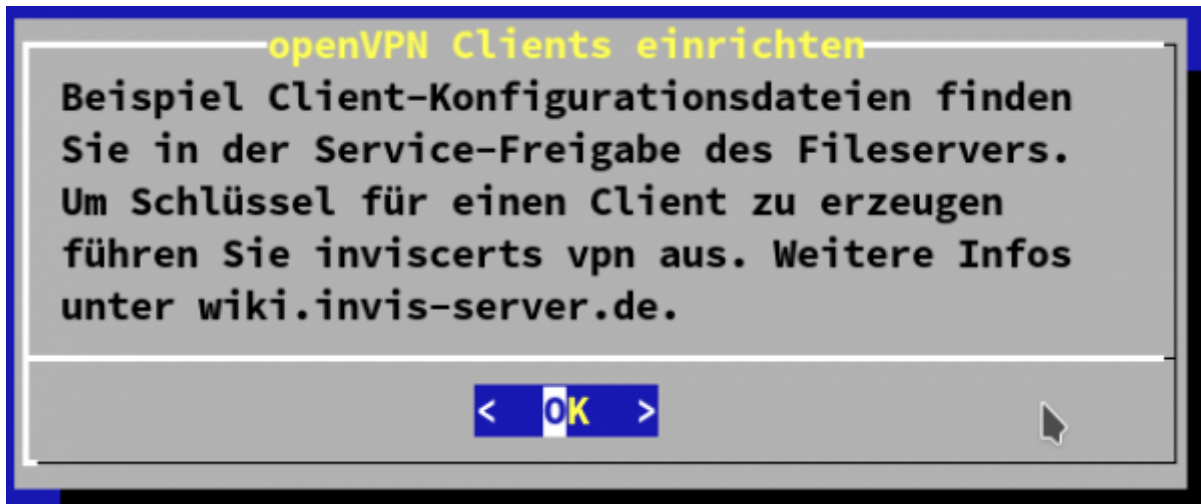 openVPN Clients einrichten
Beispiel Client-Konfigurationsdateien finden
Sie in der Service-Freigabe des Fileservers.
Um Schlüssel für einen Client zu erzeugen
führen Sie inviscerts vpn aus. Weitere Infos
unter wiki.invis-server.de.
<  OK  >